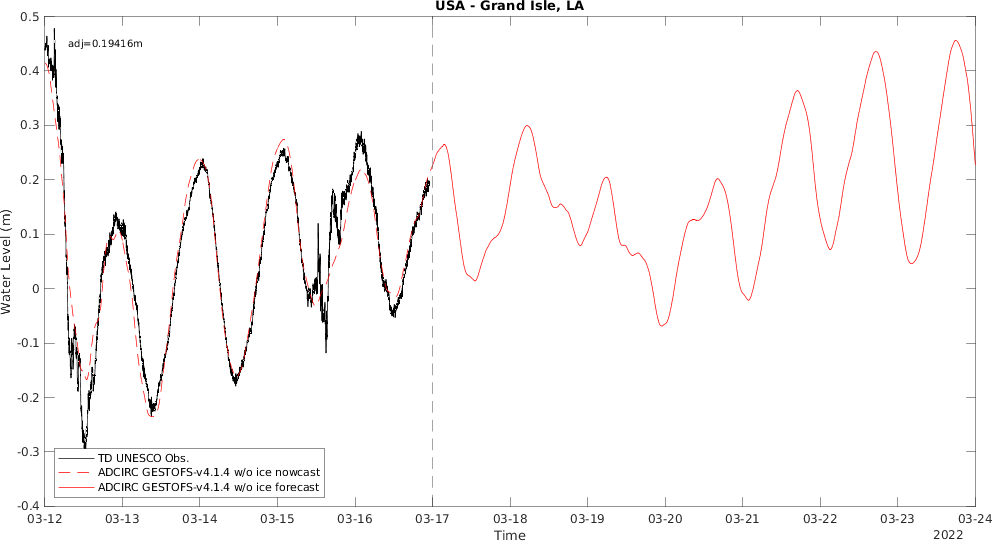 USA - Grand Isle, LA
adj=0.19416m
Water Level (m)
0.5
0.4
0.3
0.2
0.1
0
-0.1
-0.2
-0.3
-0.4
TD UNESCO Obs.
ADCIRC GESTOFS-v4.1.4 w/o ice nowcast
ADCIRC GESTOFS-v4.1.4 w/o ice forecast
03-12 03-13 03-14 03-15 03-16 03-17 03-18 03-19 03-20 03-21 03-22 03-23 03-24
Time
2022